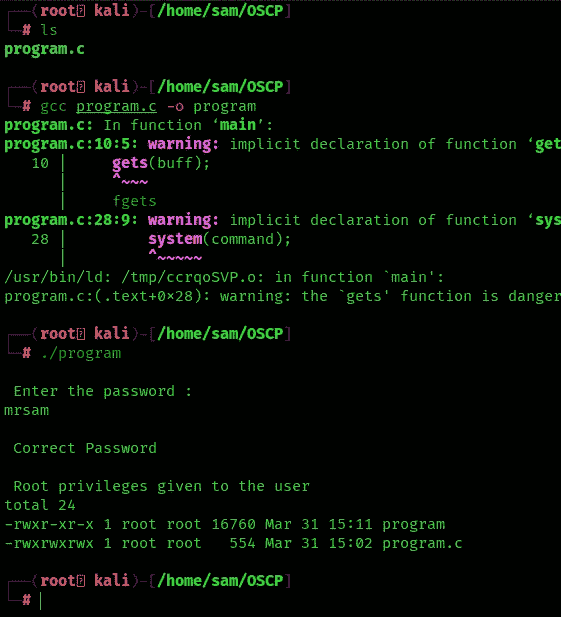 (root kali)-[/home/sam/OSCP]
# ls
program.c
(root kali)-[/home/sam/OSCP]
# gcc program.c -o program
program.c: In function ‘main’:
program.c:10:5: warning: implicit declaration of function ‘get
10 | gets(buff);
| ^~~~
| fgets
program.c:28:9: warning: implicit declaration of function ‘sys
28 | system(command);
| ^~~~~~
/usr/bin/ld: /tmp/ccrqoSVP.o: in function `main':
program.c:(.text+0×28): warning: the `gets' function is danger
(root kali)-[/home/sam/OSCP]
# ./program
Enter the password :
mrsam
Correct Password
Root privileges given to the user
total 24
-rwxr-xr-x 1 root root 16760 Mar 31 15:11 program
-rwxrwxrwx 1 root root 554 Mar 31 15:02 program.c
(root kali)-[/home/sam/OSCP]
#